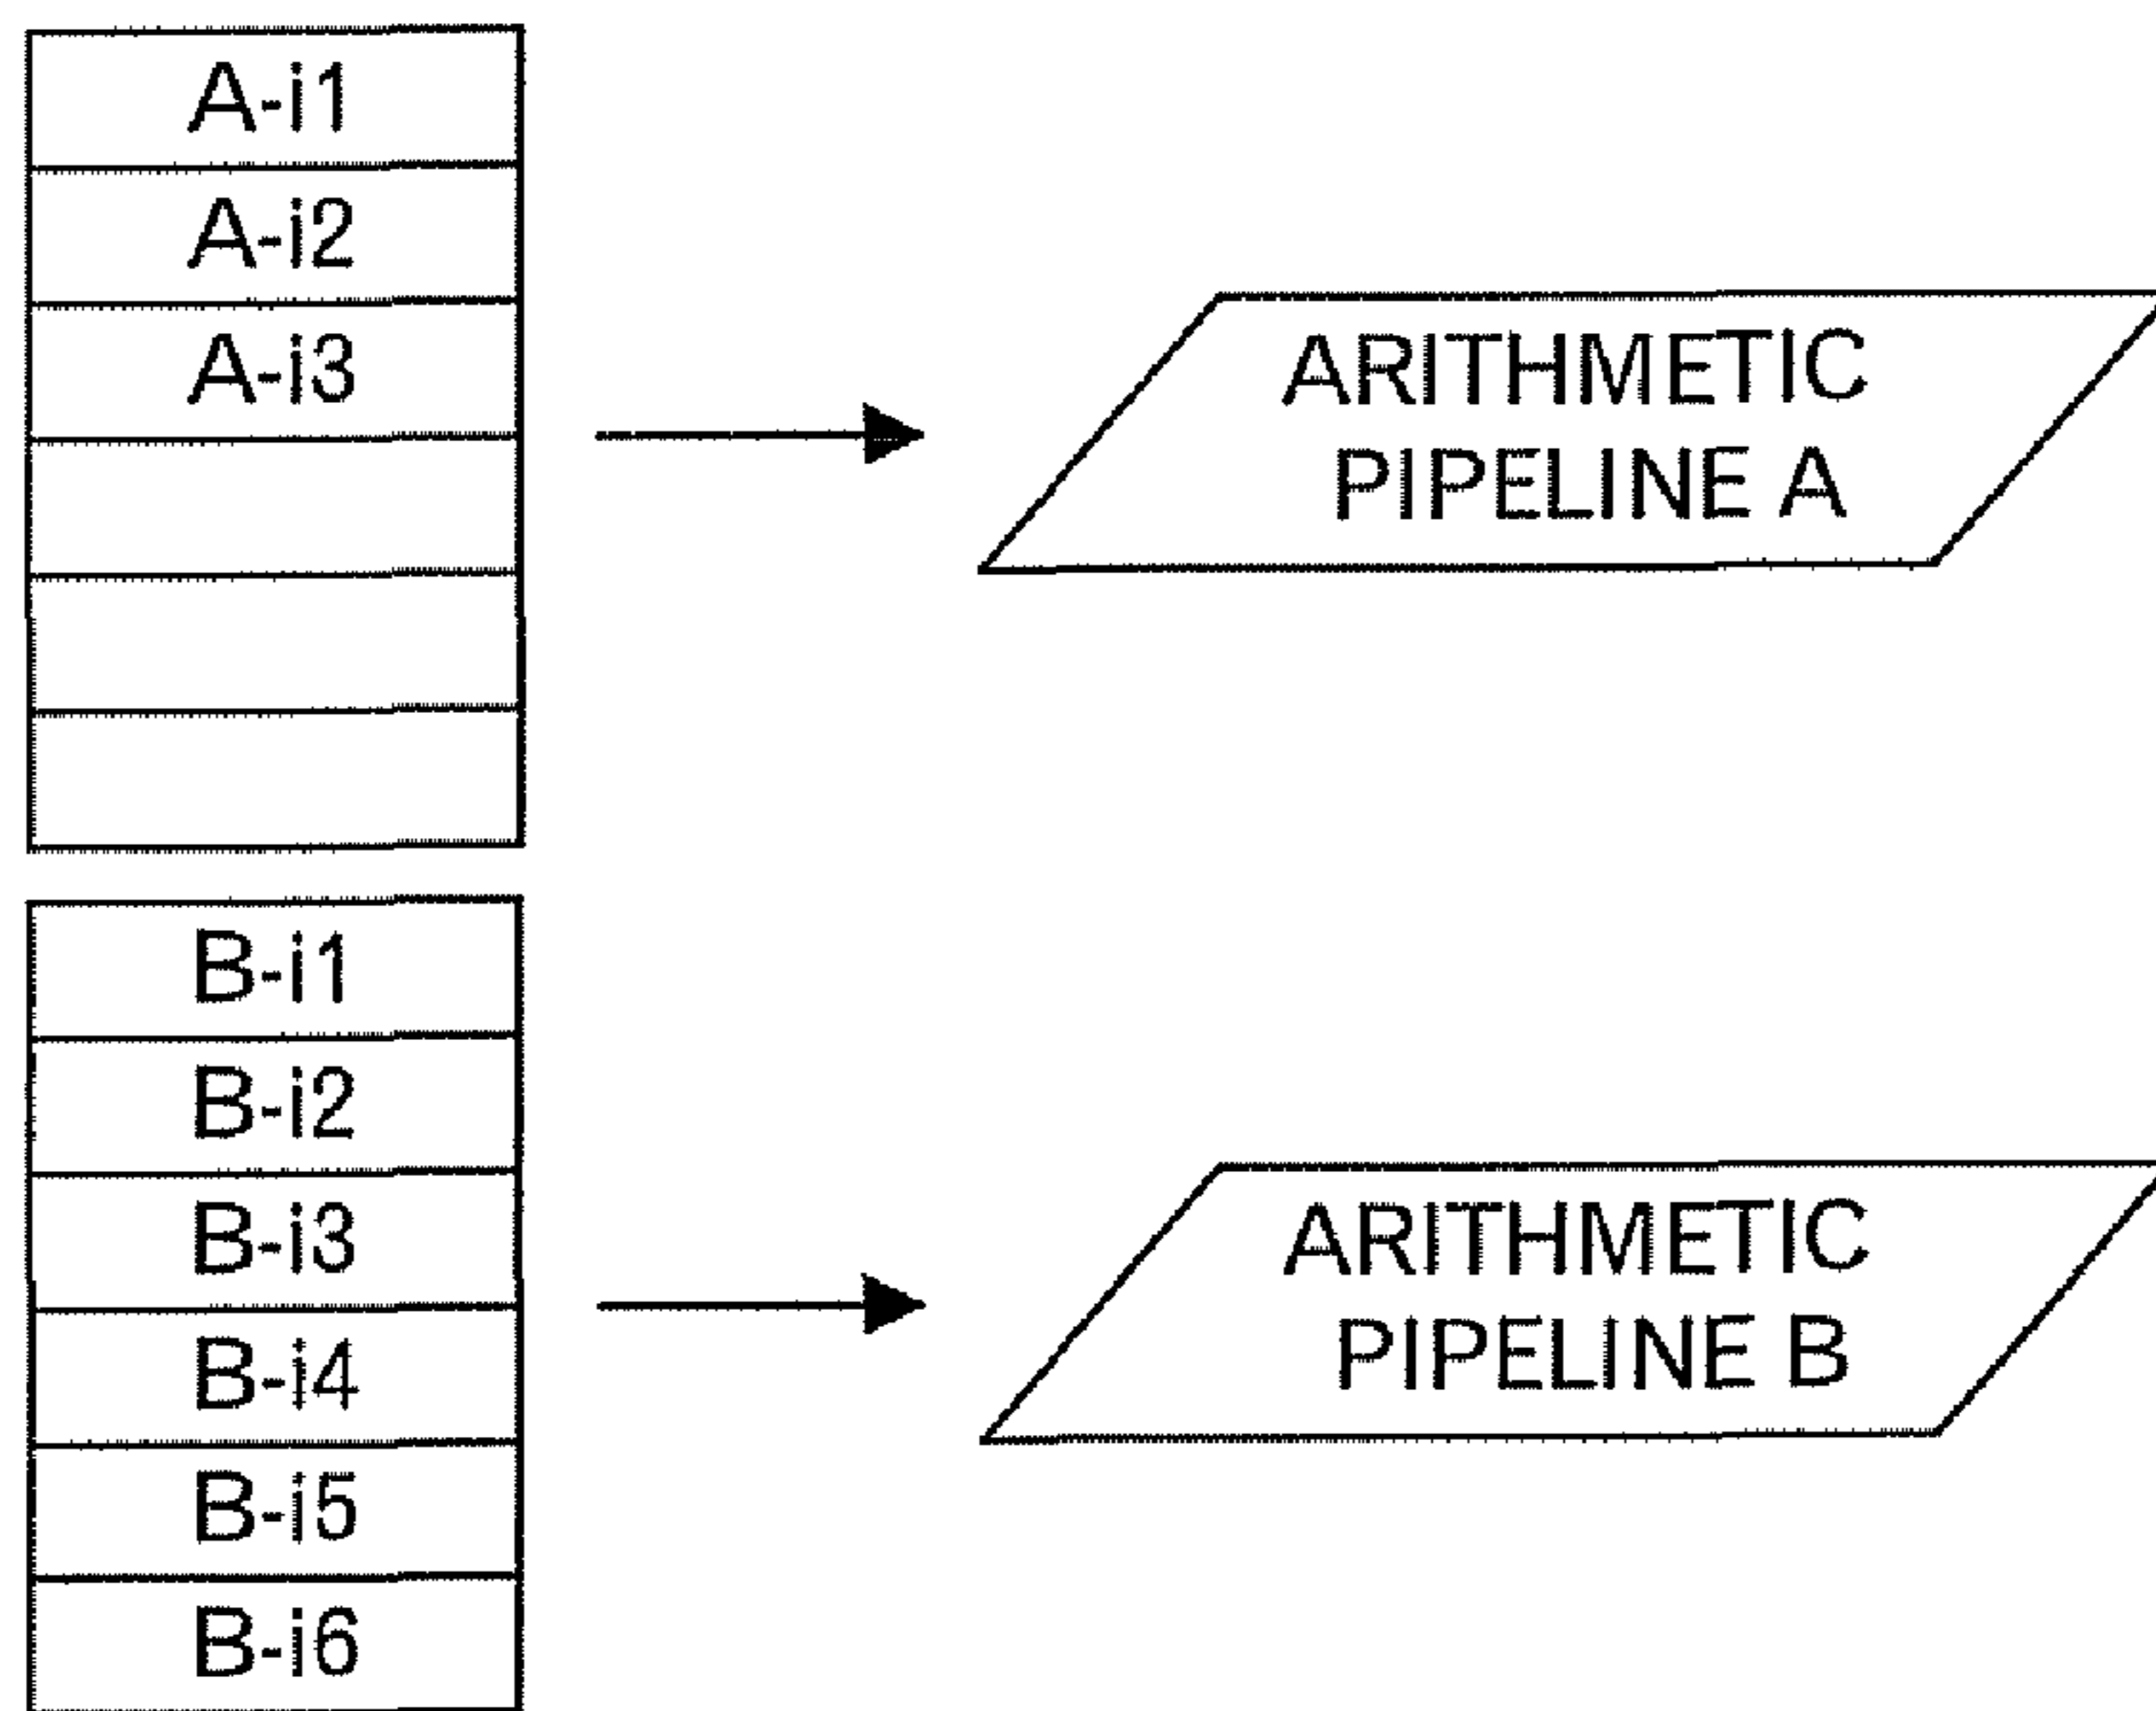 A-i1
A-i2
A-i3
ARITHMETIC
PIPELINE A
B-i1
B-i2
B-i3
B-i4
B-i5
B-i6
ARITHMETIC
PIPELINE B